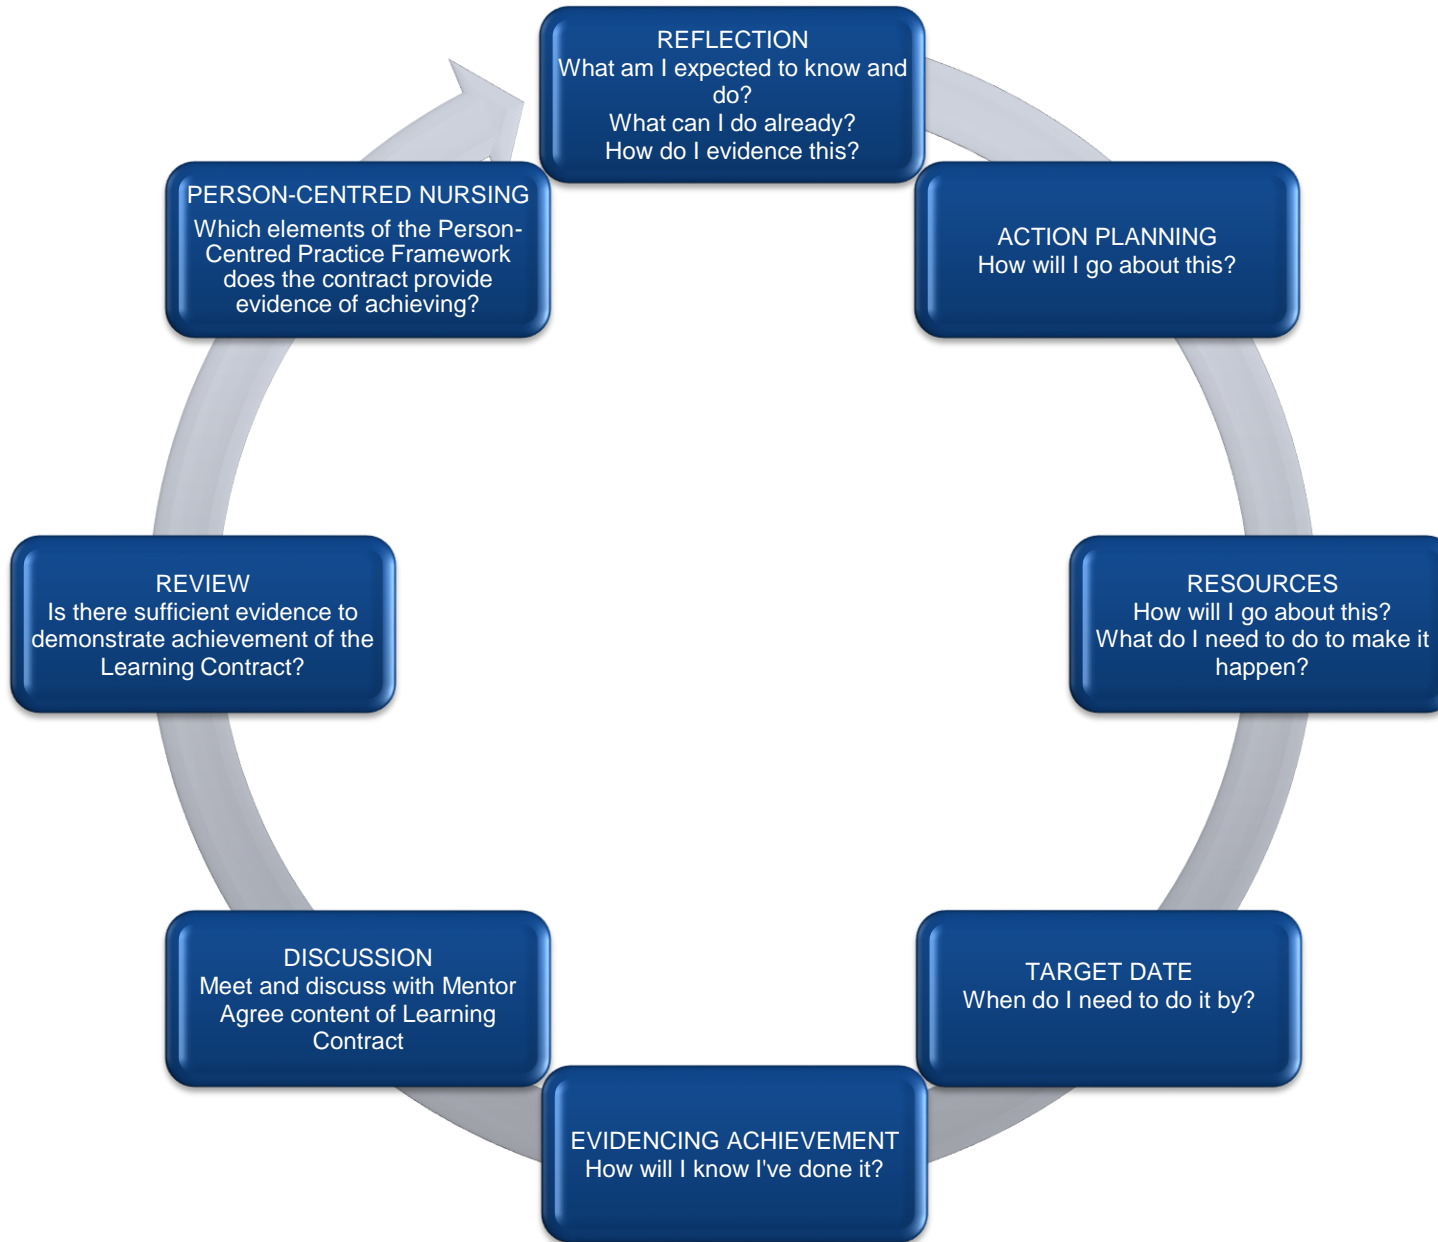 REFLECTION
What am I expected to know and
do?
What can I do already?
How do I evidence this?
ACTION PLANNING
How will I go about this?
RESOURCES
How will I go about this?
What do I need to do to make it
happen?
TARGET DATE
When do I need to do it by?
EVIDENCING ACHIEVEMENT
How will I know I've done it?
DISCUSSION
Meet and discuss with Mentor
Agree content of Learning
Contract
REVIEW
Is there sufficient evidence to
demonstrate achievement of the
Learning Contract?
PERSON-CENTRED NURSING
Which elements of the Person-
Centred Practice Framework
does the contract provide
evidence of achieving?